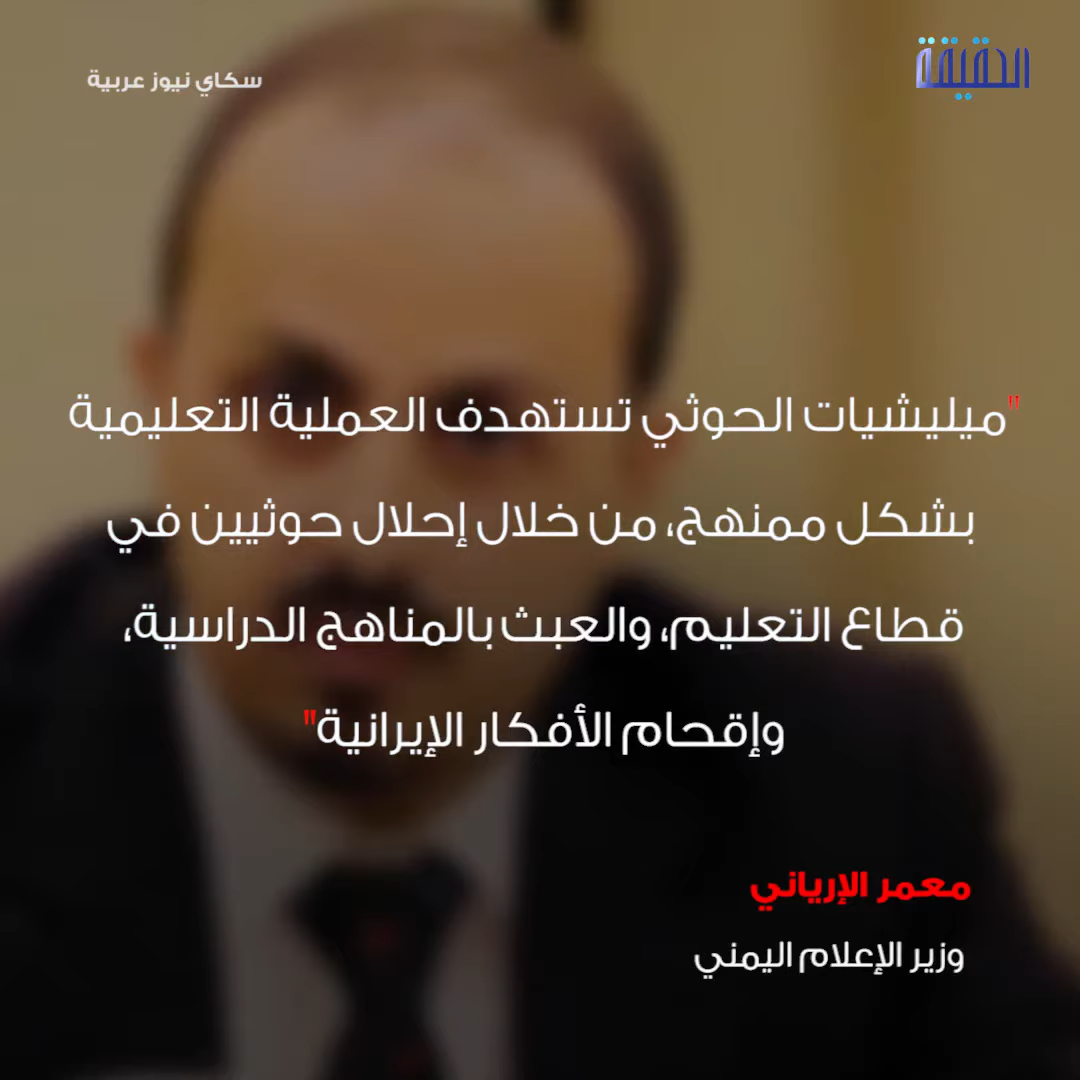 الحقيقة
سكاي نيوز عربية
"ميليشيات الحوثي تستهدف العملية التعليمية
بشكل ممنهج، من خلال إحلال حوثيين في
قطاع التعليم، والعبث بالمناهج الدراسية،
وإقحام الأفكار الإيرانية"
معمر الإرياني
وزير الإعلام اليمني